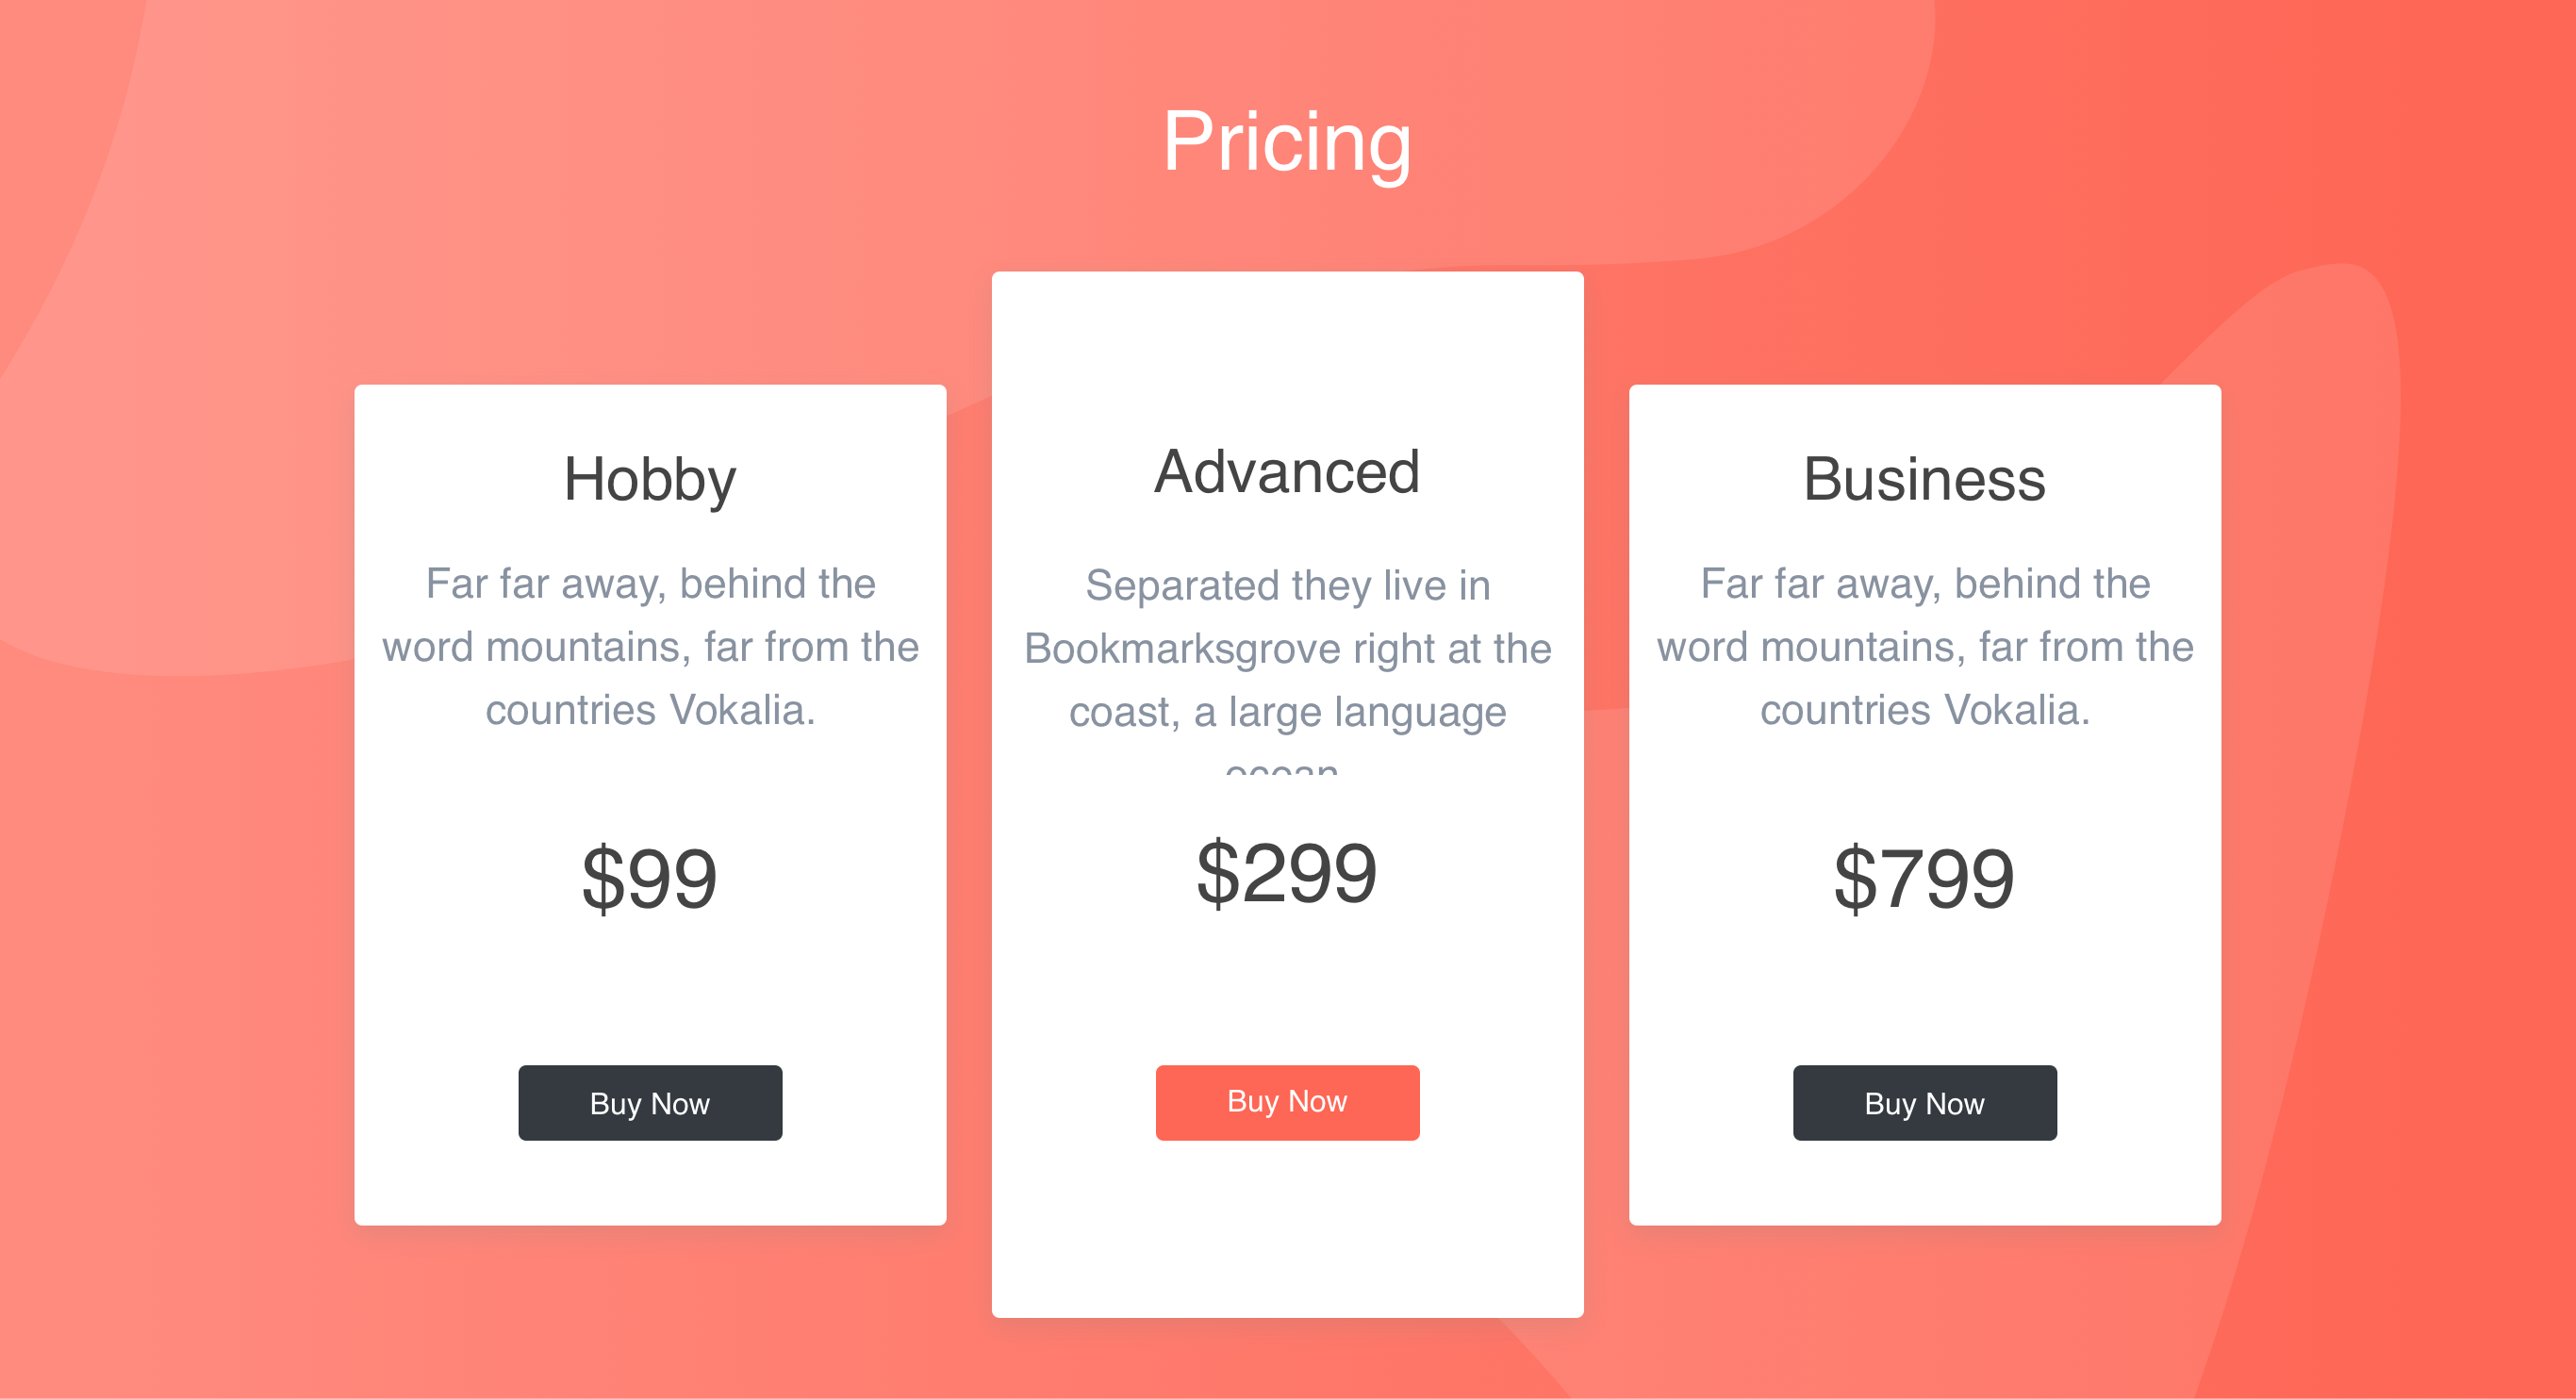 Pricing
Hobby
Far far away, behind the
word mountains, far from the
countries Vokalia.
$99
Buy Now
Advanced
Separated they live in
Bookmarksgrove right at the
coast, a large language
ocean
$299
Buy Now
Business
Far far away, behind the
word mountains, far from the
countries Vokalia.
$799
Buy Now